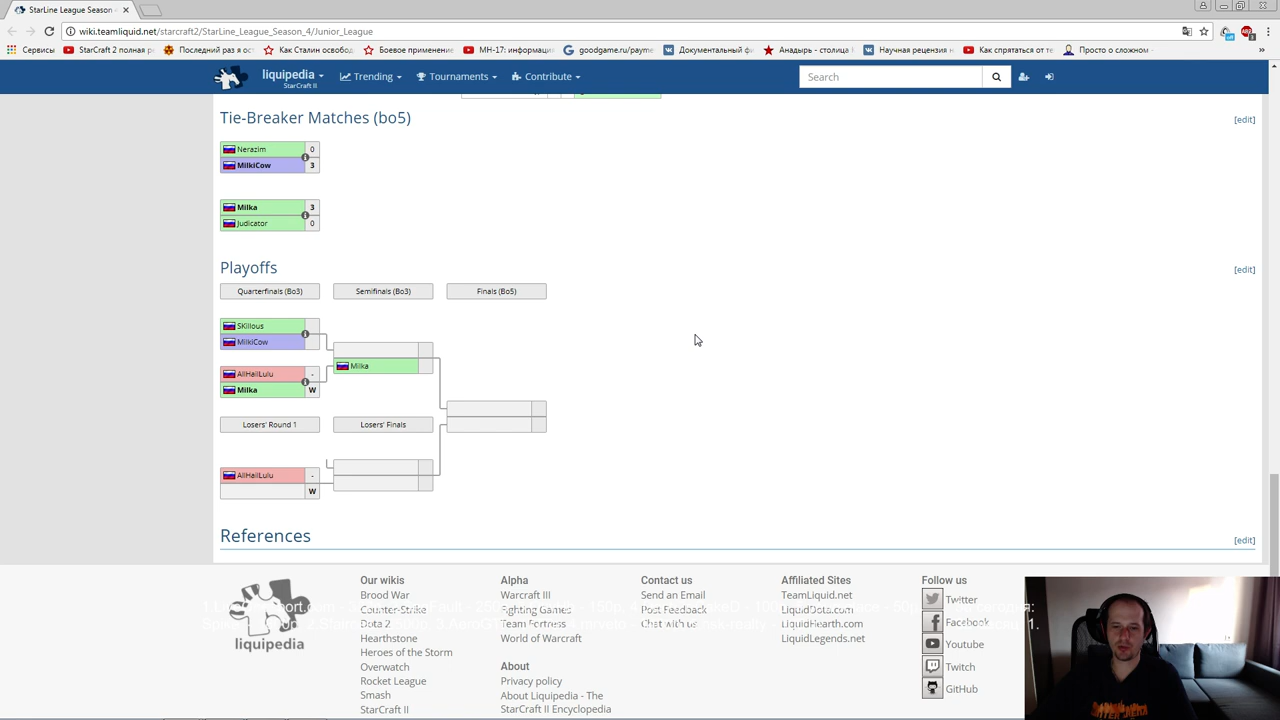 StarLine League Season
wiki.teamliquid.net/starcraft2/StarLine_League_Season_4/Junior_League
Сервисы
StarCraft 2 полная р
Последний раз я ост
Как Сталин освобод
Боевое применение
МН-17: информаци
goodgame.ru/payme
Документальный ф
Анадырь - столица
Научная рецензия н
Как спрятаться от те
Просто о сложном -
liquipedia
StarCraft II
Trending
Tournaments
Contribute
Search
Tie-Breaker Matches (bo5)
[edit]
Nerazim 0
MilkiCow 3
Milka 3
Judicator 0
Playoffs
[edit]
Quarterfinals (Bo3)
Semifinals (Bo3)
Finals (Bo5)
SKillous
MilkiCow
Milka
AllHailLulu -
Milka W
Losers' Round 1
Losers' Finals
AllHailLulu -
W
References
[edit]
liquipedia
Our wikis
Brood War
Counter-Strike
Dota 2
Hearthstone
Heroes of the Storm
Overwatch
Rocket League
Smash
StarCraft II
Alpha
Warcraft III
Fighting Games
Team Fortress
World of Warcraft
About
Privacy policy
About Liquipedia - The
StarCraft II Encyclopedia
Contact us
Send an Email
Post Feedback
Chat with us
Affiliated Sites
TeamLiquid.net
LiquidDota.com
LiquidHearth.com
LiquidLegends.net
Follow us
Twitter
Facebook
Youtube
Twitch
GitHub